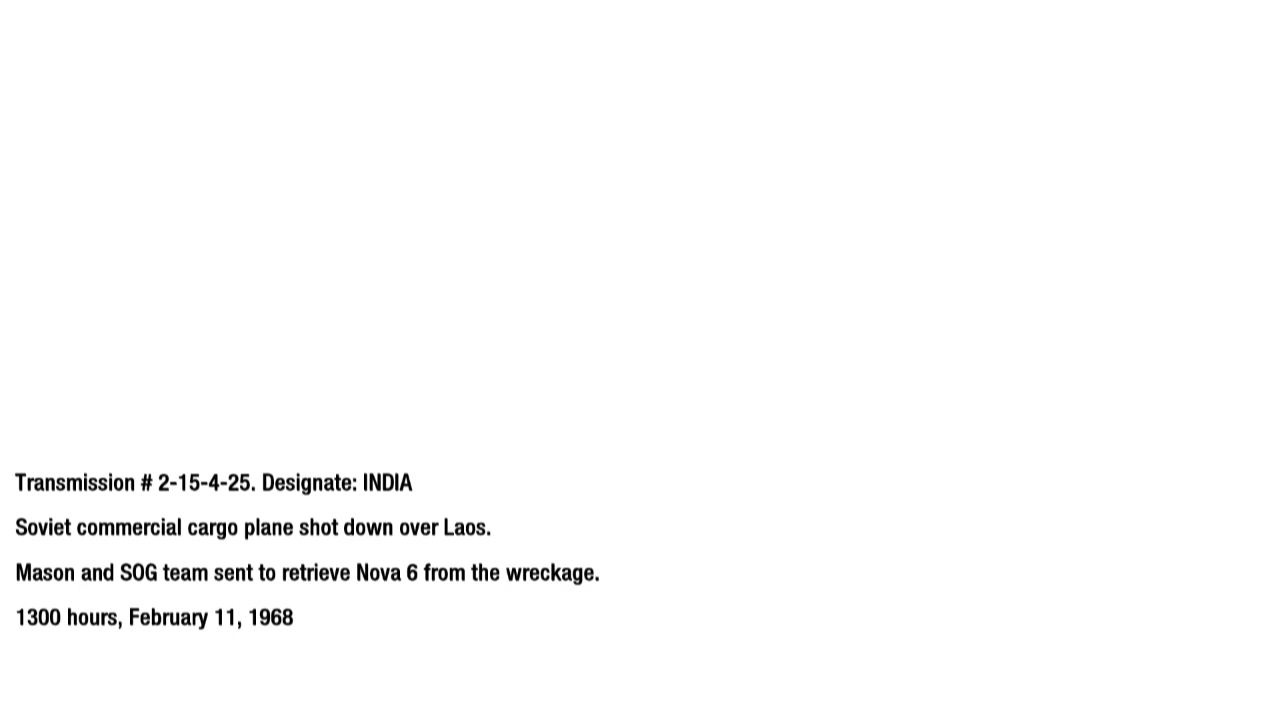 Transmission # 2-15-4-25. Designate: INDIA
Soviet commercial cargo plane shot down over Laos.
Mason and SOG team sent to retrieve Nova 6 from the wreckage.
1300 hours, February 11, 1968